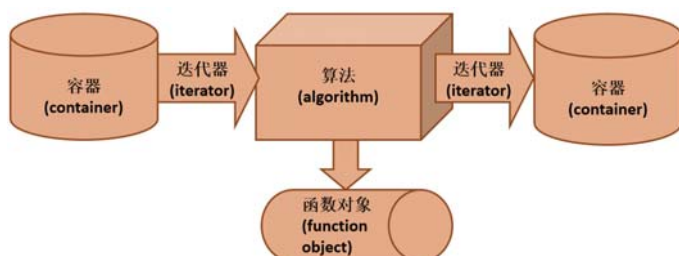 容器
(container)
迭代器
(iterator)
算法
(algorithm)
迭代器
(iterator)
容器
(container)
函数对象
(function
object)